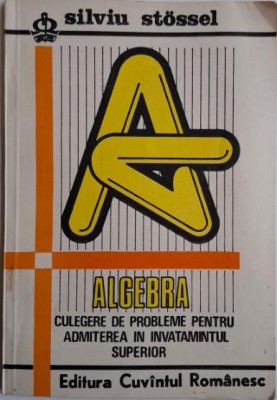 silviu stössel
ALGEBRA
CULEGERE DE PROBLEME PENTRU
ADMITEREA IN INVATAMINTUL
SUPERIOR
Editura Cuvîntul Românesc